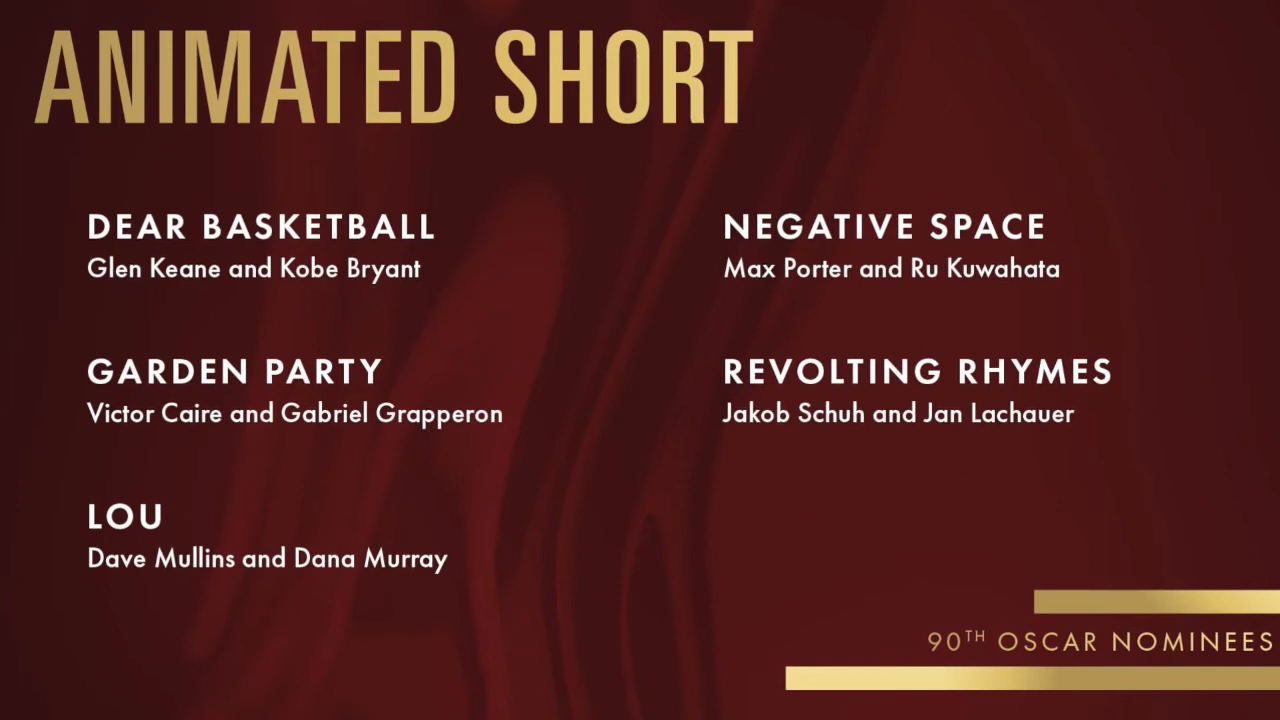 ANIMATED SHORT
DEAR BASKETBALL
Glen Keane and Kobe Bryant
GARDEN PARTY
Victor Caire and Gabriel Grapperon
LOU
Dave Mullins and Dana Murray
NEGATIVE SPACE
Max Porter and Ru Kuwahata
REVOLTING RHYMES
Jakob Schuh and Jan Lachauer
90TH OSCAR NOMINEES